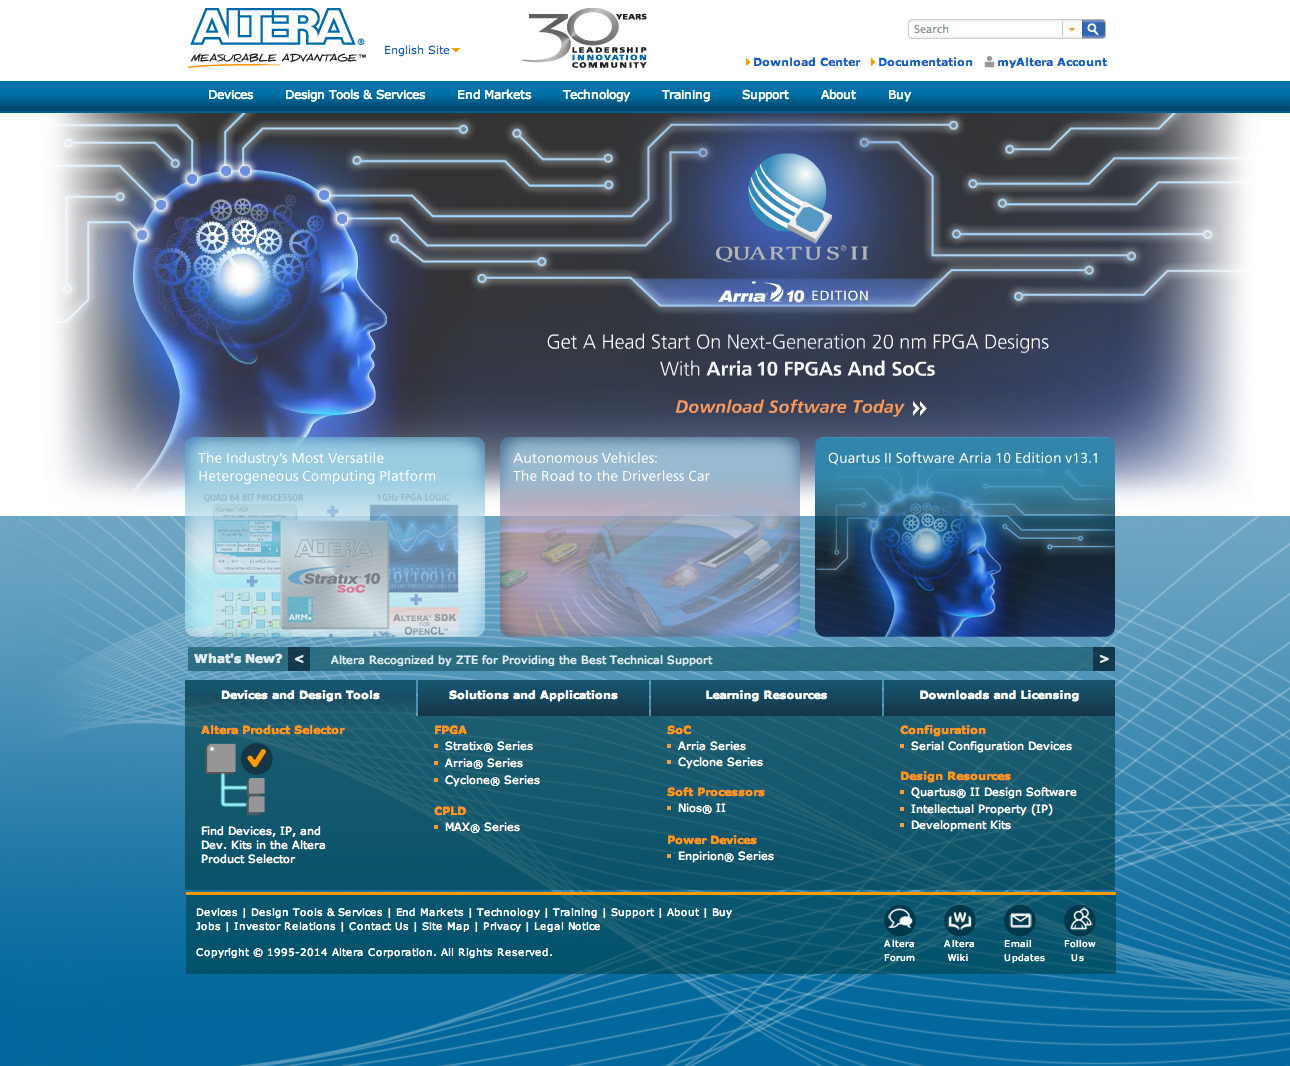 ALTERA®
MEASURABLE ADVANTAGE™
English Site
30 YEARS
LEADERSHIP
INNOVATION
COMMUNITY
Search
Download Center
Documentation
myAltera Account
Devices
Design Tools & Services
End Markets
Technology
Training
Support
About
Buy
QUARTUS® II
Arria 10 EDITION
Get A Head Start On Next-Generation 20 nm FPGA Designs
With Arria 10 FPGAs And SoCs
Download Software Today
The Industry's Most Versatile
Heterogeneous Computing Platform
QUAD 64 BIT PROCESSOR
1GHz FPGA LOGIC
ALTERA
Stratix 10
SoC
ARM
01011001 0
ALTERA® SDK
FOR
OPENCL™
Autonomous Vehicles:
The Road to the Driverless Car
Quartus II Software Arria 10 Edition v13.1
What's New?
<
Altera Recognized by ZTE for Providing the Best Technical Support
>
Devices and Design Tools
Solutions and Applications
Learning Resources
Downloads and Licensing
Altera Product Selector
Find Devices, IP, and
Dev. Kits in the Altera
Product Selector
FPGA
Stratix® Series
Arria® Series
Cyclone® Series
CPLD
MAX® Series
SoC
Arria Series
Cyclone Series
Soft Processors
Nios® II
Power Devices
Enpirion® Series
Configuration
Serial Configuration Devices
Design Resources
Quartus® II Design Software
Intellectual Property (IP)
Development Kits
Devices | Design Tools & Services | End Markets | Technology | Training | Support | About | Buy
Jobs | Investor Relations | Contact Us | Site Map | Privacy | Legal Notice
Copyright © 1995-2014 Altera Corporation. All Rights Reserved.
Altera
Forum
Altera
Wiki
Email
Updates
Follow
Us